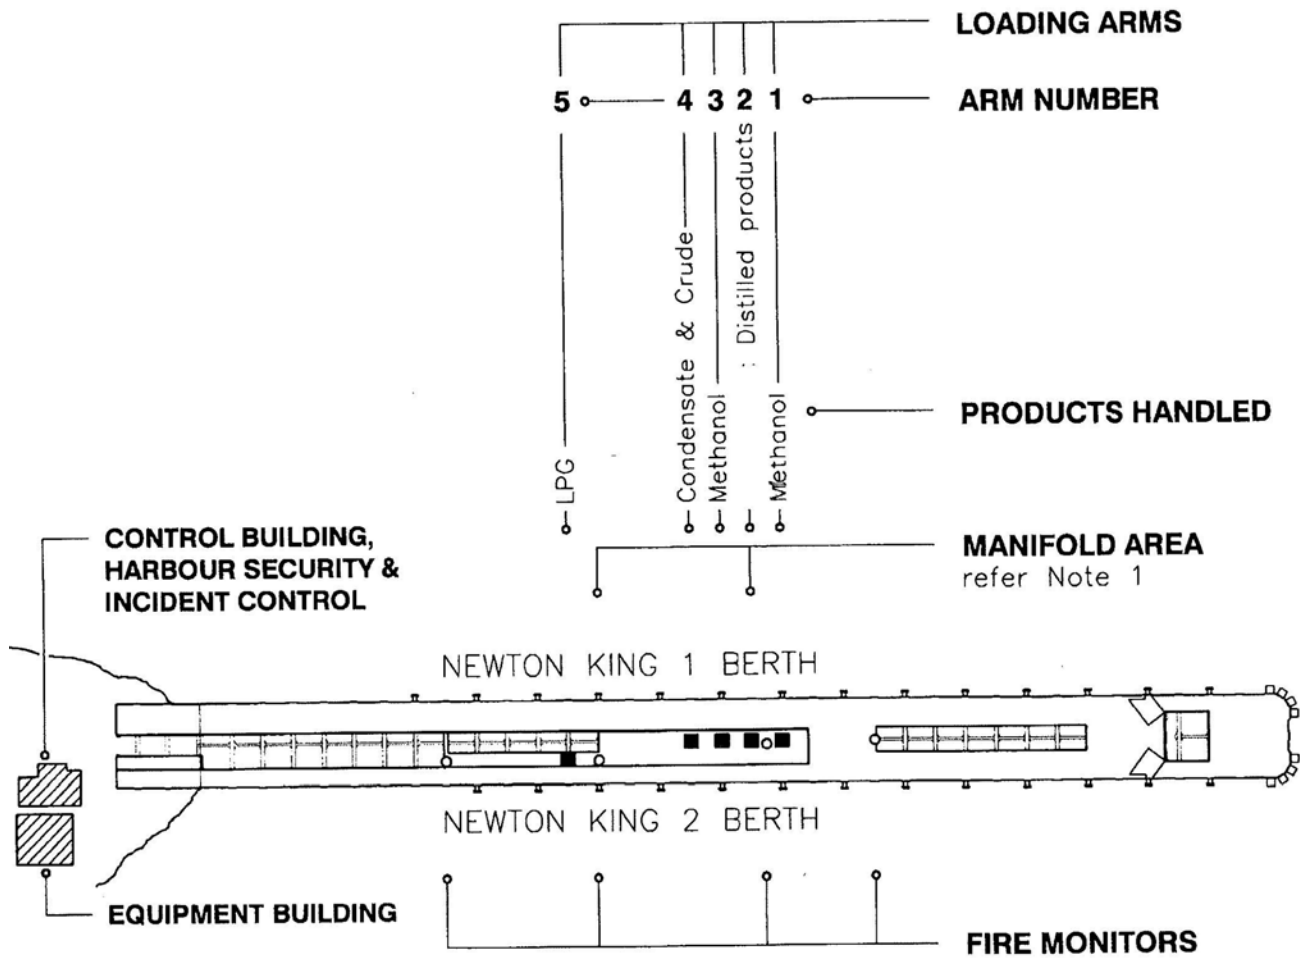 LOADING ARMS
5 4 3 2 1
ARM NUMBER
LPG
Condensate & Crude
Methanol
: Distilled products
Methanol
PRODUCTS HANDLED
CONTROL BUILDING,
HARBOUR SECURITY &
INCIDENT CONTROL
MANIFOLD AREA
refer Note 1
NEWTON KING 1 BERTH
NEWTON KING 2 BERTH
EQUIPMENT BUILDING
FIRE MONITORS